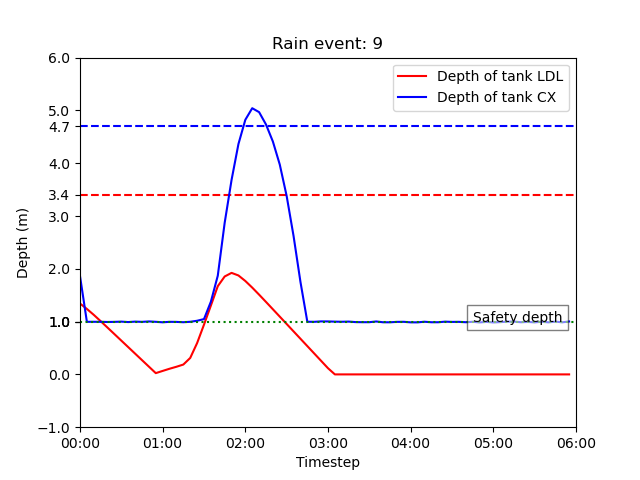 Rain event: 9
Depth of tank LDL
Depth of tank CX
6.0
5.0
4.7
4.0
3.4
3.0
2.0
1.0
1.0
0.0
−1.0
Depth (m)
Safety depth
00:00 01:00 02:00 03:00 04:00 05:00 06:00
Timestep